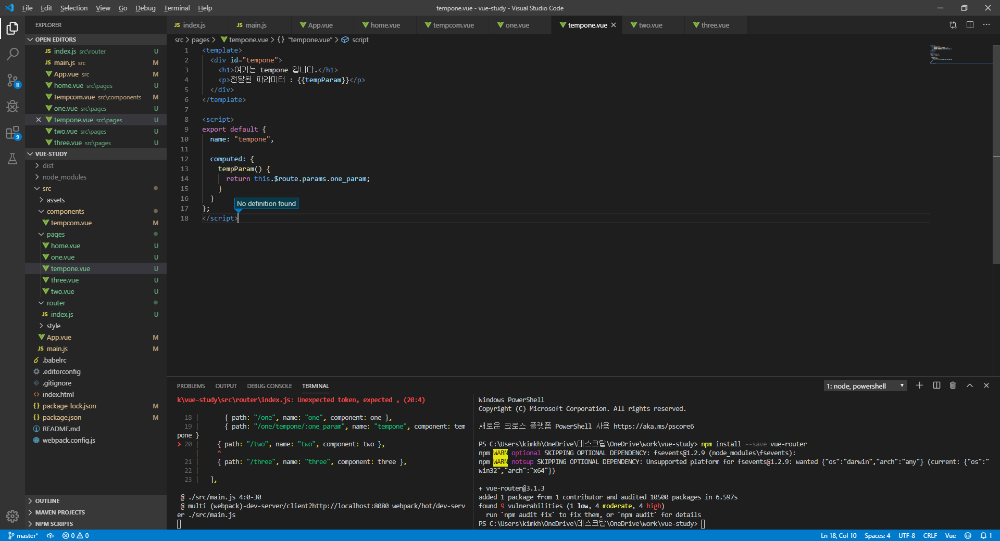 File Edit Selection View Go Debug Terminal Help
tempone.vue - vue-study - Visual Studio Code
EXPLORER
OPEN EDITORS
JS index.js src\router U
JS main.js src M
App.vue src M
home.vue src\pages U
tempcom.vue src\components M
one.vue src\pages U
tempone.vue src\pages U
two.vue src\pages U
three.vue src\pages U
VUE-STUDY
dist
node_modules
src
assets
components
tempcom.vue M
pages
home.vue U
one.vue U
tempone.vue U
three.vue U
two.vue U
router
JS index.js U
style
App.vue M
JS main.js M
.babelrc
.editorconfig
.gitignore
<> index.html
{} package-lock.json M
{} package.json M
README.md
webpack.config.js
OUTLINE
MAVEN PROJECTS
NPM SCRIPTS
11
9
JS index.js JS main.js App.vue home.vue tempcom.vue one.vue tempone.vue two.vue three.vue
src > pages > tempone.vue > {} "tempone.vue" > script
1 <template>
2 <div id="tempone">
3 <h1>여기는 tempone 입니다.</h1>
4 <p>전달된 파라미터 : {{tempParam}}</p>
5 </div>
6 </template>
7
8 <script>
9 export default {
10 name: "tempone",
11
12 computed: {
13 tempParam() {
14 return this.$route.params.one_param;
15 }
16 }
No definition found
17 };
18 </script>
PROBLEMS OUTPUT DEBUG CONSOLE TERMINAL
1: node, powershell
k\vue-study\src\router\index.js: Unexpected token, expected , (20:4)
18 | { path: "/one", name: "one", component: one },
19 | { path: "/one/tempone/:one_param", name: "tempone", component: tem
pone }
> 20 | { path: "/two", name: "two", component: two },
| ^
21 | { path: "/three", name: "three", component: three },
22 |
23 | ],
@ ./src/main.js 4:0-30
@ multi (webpack)-dev-server/client?http://localhost:8080 webpack/hot/dev-serv
er ./src/main.js
Windows PowerShell
Copyright (C) Microsoft Corporation. All rights reserved.
새로운 크로스 플랫폼 PowerShell 사용 https://aka.ms/pscore6
PS C:\Users\kimkh\OneDrive\데스크탑\OneDrive\work\vue-study> npm install --save vue-router
npm WARN optional SKIPPING OPTIONAL DEPENDENCY: fsevents@1.2.9 (node_modules\fsevents):
npm WARN notsup SKIPPING OPTIONAL DEPENDENCY: Unsupported platform for fsevents@1.2.9: wanted {"os":"darwin","arch":"any"} (current: {"os":"
win32","arch":"x64"})
+ vue-router@3.1.3
added 1 package from 1 contributor and audited 10500 packages in 6.597s
found 9 vulnerabilities (1 low, 4 moderate, 4 high)
run `npm audit fix` to fix them, or `npm audit` for details
PS C:\Users\kimkh\OneDrive\데스크탑\OneDrive\work\vue-study>
master* 0 0
Ln 18, Col 10 Spaces: 4 UTF-8 CRLF Vue 1